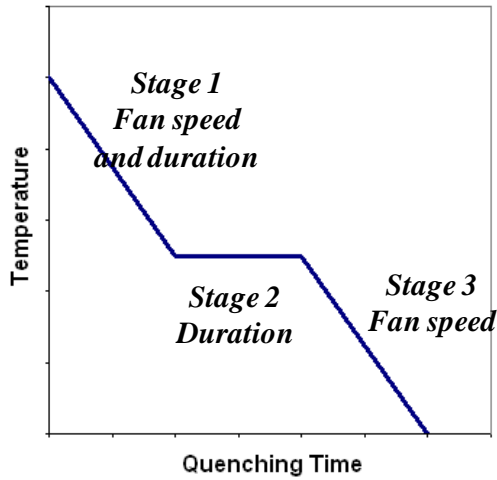 Stage 1
Fan speed
and duration
Temperature
Stage 2
Duration
Stage 3
Fan speed
Quenching Time